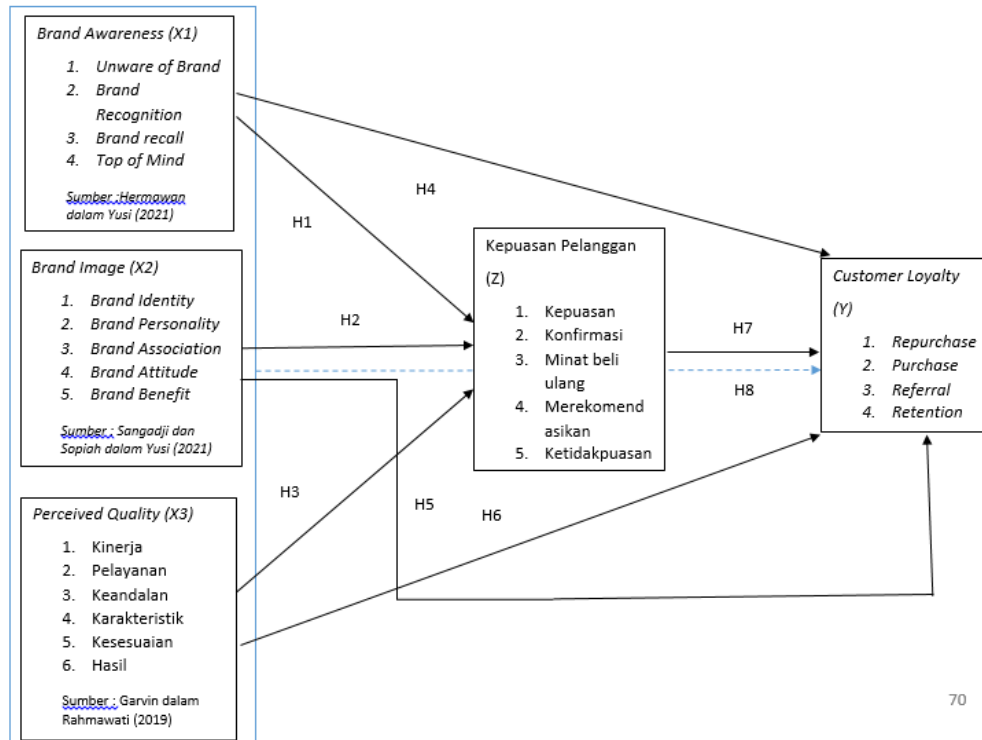 Brand Awareness (X1)
1. Unware of Brand
2. Brand
Recognition
3. Brand recall
4. Top of Mind
Sumber ;Hermawan
dalam Yusi (2021)
Brand Image (X2)
1. Brand Identity
2. Brand Personality
3. Brand Association
4. Brand Attitude
5. Brand Benefit
Sumber ; Sangadji dan
Sopiah dalam Yusi (2021)
Perceived Quality (X3)
1. Kinerja
2. Pelayanan
3. Keandalan
4. Karakteristik
5. Kesesuaian
6. Hasil
Sumber ; Garvin dalam
Rahmawati (2019)
H1
H2
H3
H4
H5
H6
Kepuasan Pelanggan
(Z)
1. Kepuasan
2. Konfirmasi
3. Minat beli
ulang
4. Merekomend
asikan
5. Ketidakpuasan
H7
H8
Customer Loyalty
(Y)
1. Repurchase
2. Purchase
3. Referral
4. Retention
70